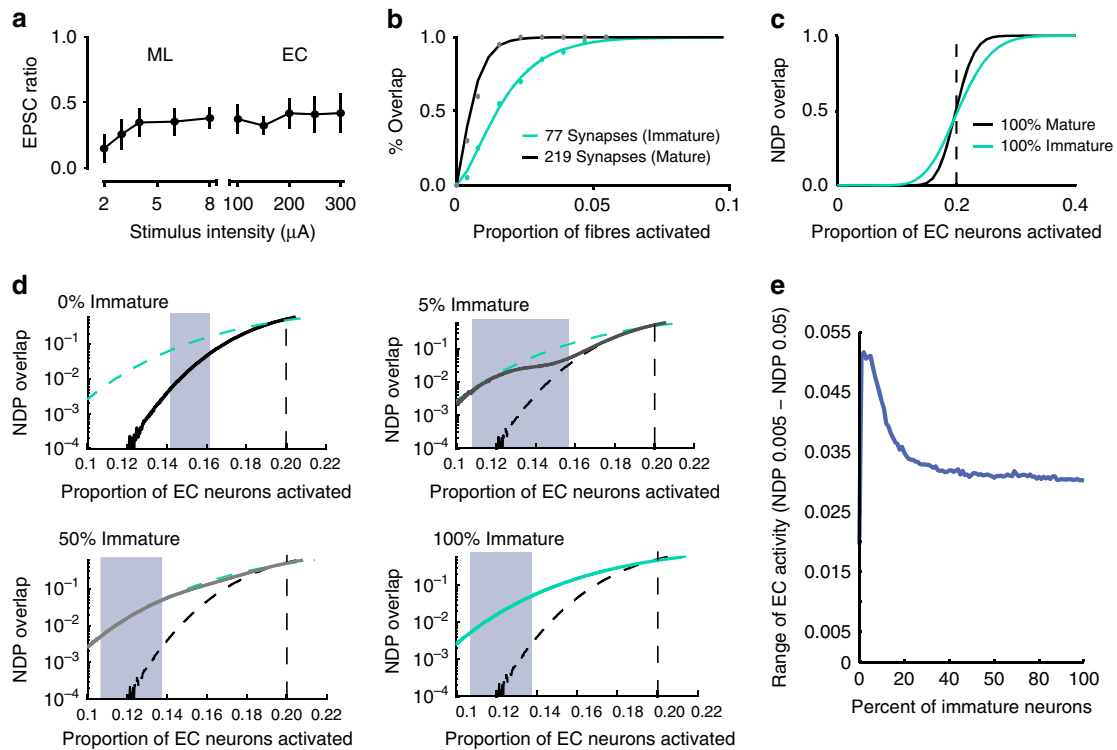 a
EPSC ratio
1.0
0.5
0.0
ML
EC
2
5
8
100
200
300
Stimulus intensity (μA)
b
% Overlap
1.0
0.5
0.0
77 Synapses (Immature)
219 Synapses (Mature)
0
0.05
0.1
Proportion of fibres activated
c
NDP overlap
1.0
0.5
0.0
100% Mature
100% Immature
0
0.2
0.4
Proportion of EC neurons activated
d
0% Immature
NDP overlap
10⁻¹
10⁻²
10⁻³
10⁻⁴
0.1 0.12 0.14 0.16 0.18 0.20 0.22
Proportion of EC neurons activated
5% Immature
NDP overlap
10⁻¹
10⁻²
10⁻³
10⁻⁴
0.1 0.12 0.14 0.16 0.18 0.20 0.22
Proportion of EC neurons activated
50% Immature
NDP overlap
10⁻¹
10⁻²
10⁻³
10⁻⁴
0.1 0.12 0.14 0.16 0.18 0.20 0.22
Proportion of EC neurons activated
100% Immature
NDP overlap
10⁻¹
10⁻²
10⁻³
10⁻⁴
0.1 0.12 0.14 0.16 0.18 0.20 0.22
Proportion of EC neurons activated
e
Range of EC activity (NDP 0.005 – NDP 0.05)
0.055
0.045
0.035
0.029
0.015
0.005
0
0 20 40 60 80 100
Percent of immature neurons